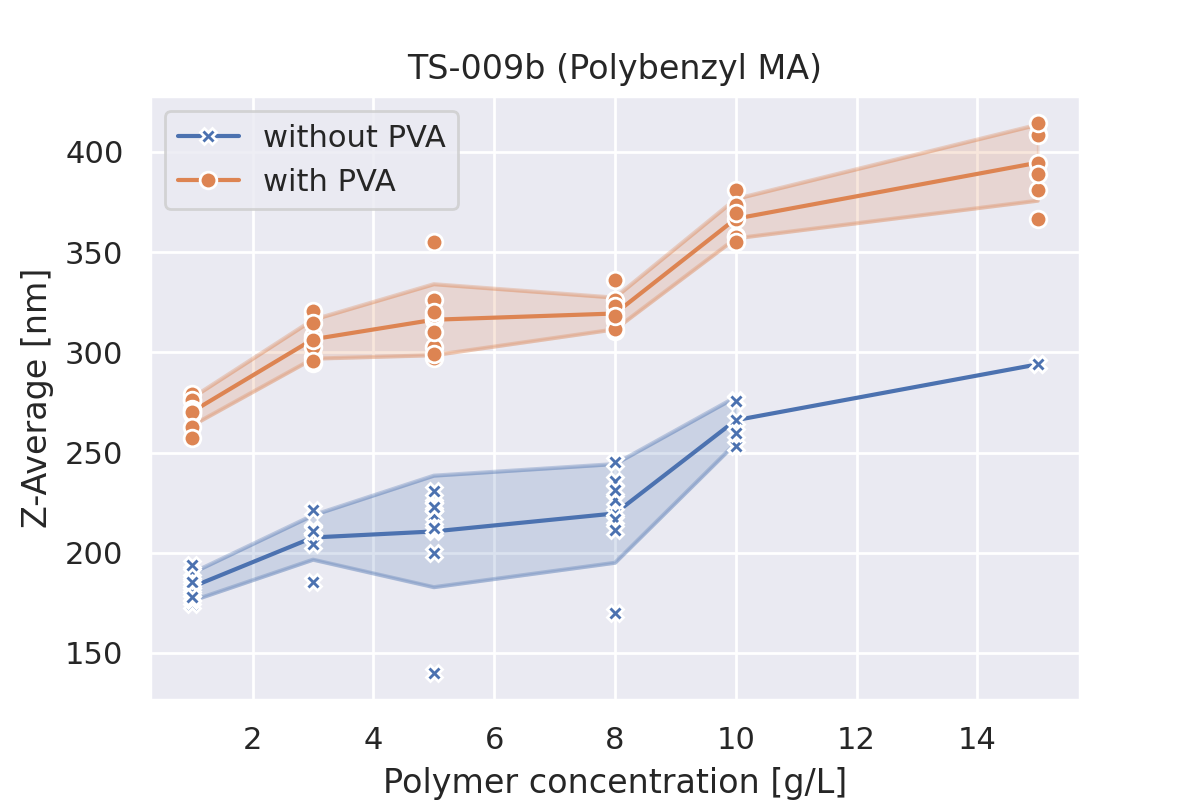 TS-009b (Polybenzyl MA)
without PVA
with PVA
400
350
300
250
200
150
Z-Average [nm]
2 4 6 8 10 12 14
Polymer concentration [g/L]